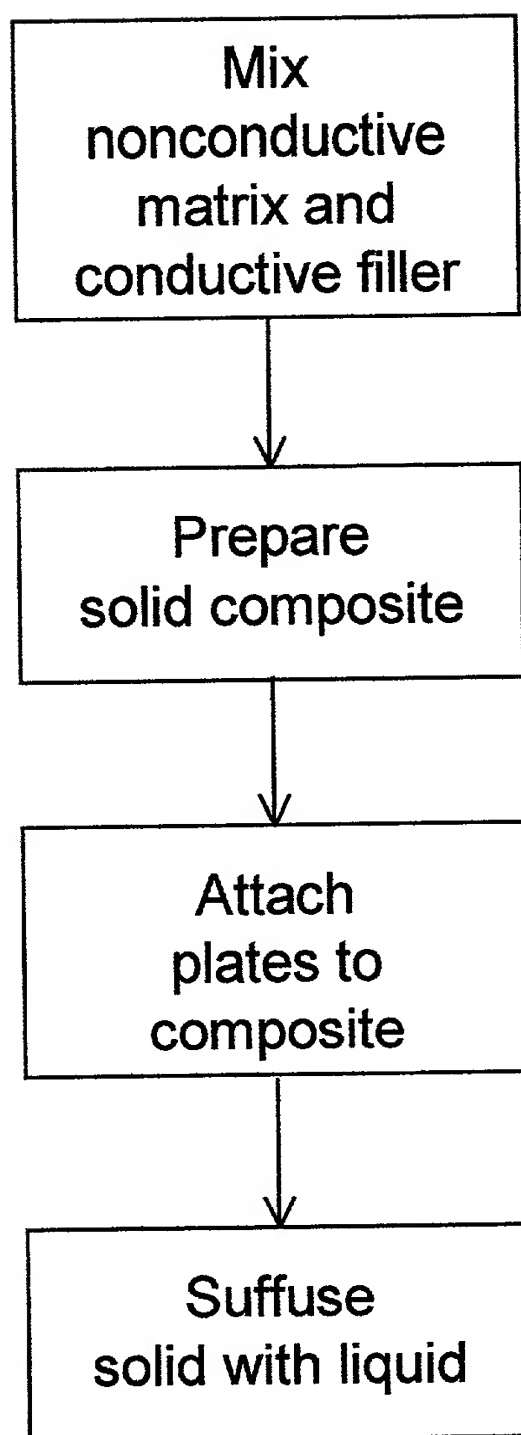 Mix
nonconductive
matrix and
conductive filler
Prepare
solid composite
Attach
plates to
composite
Suffuse
solid with liquid